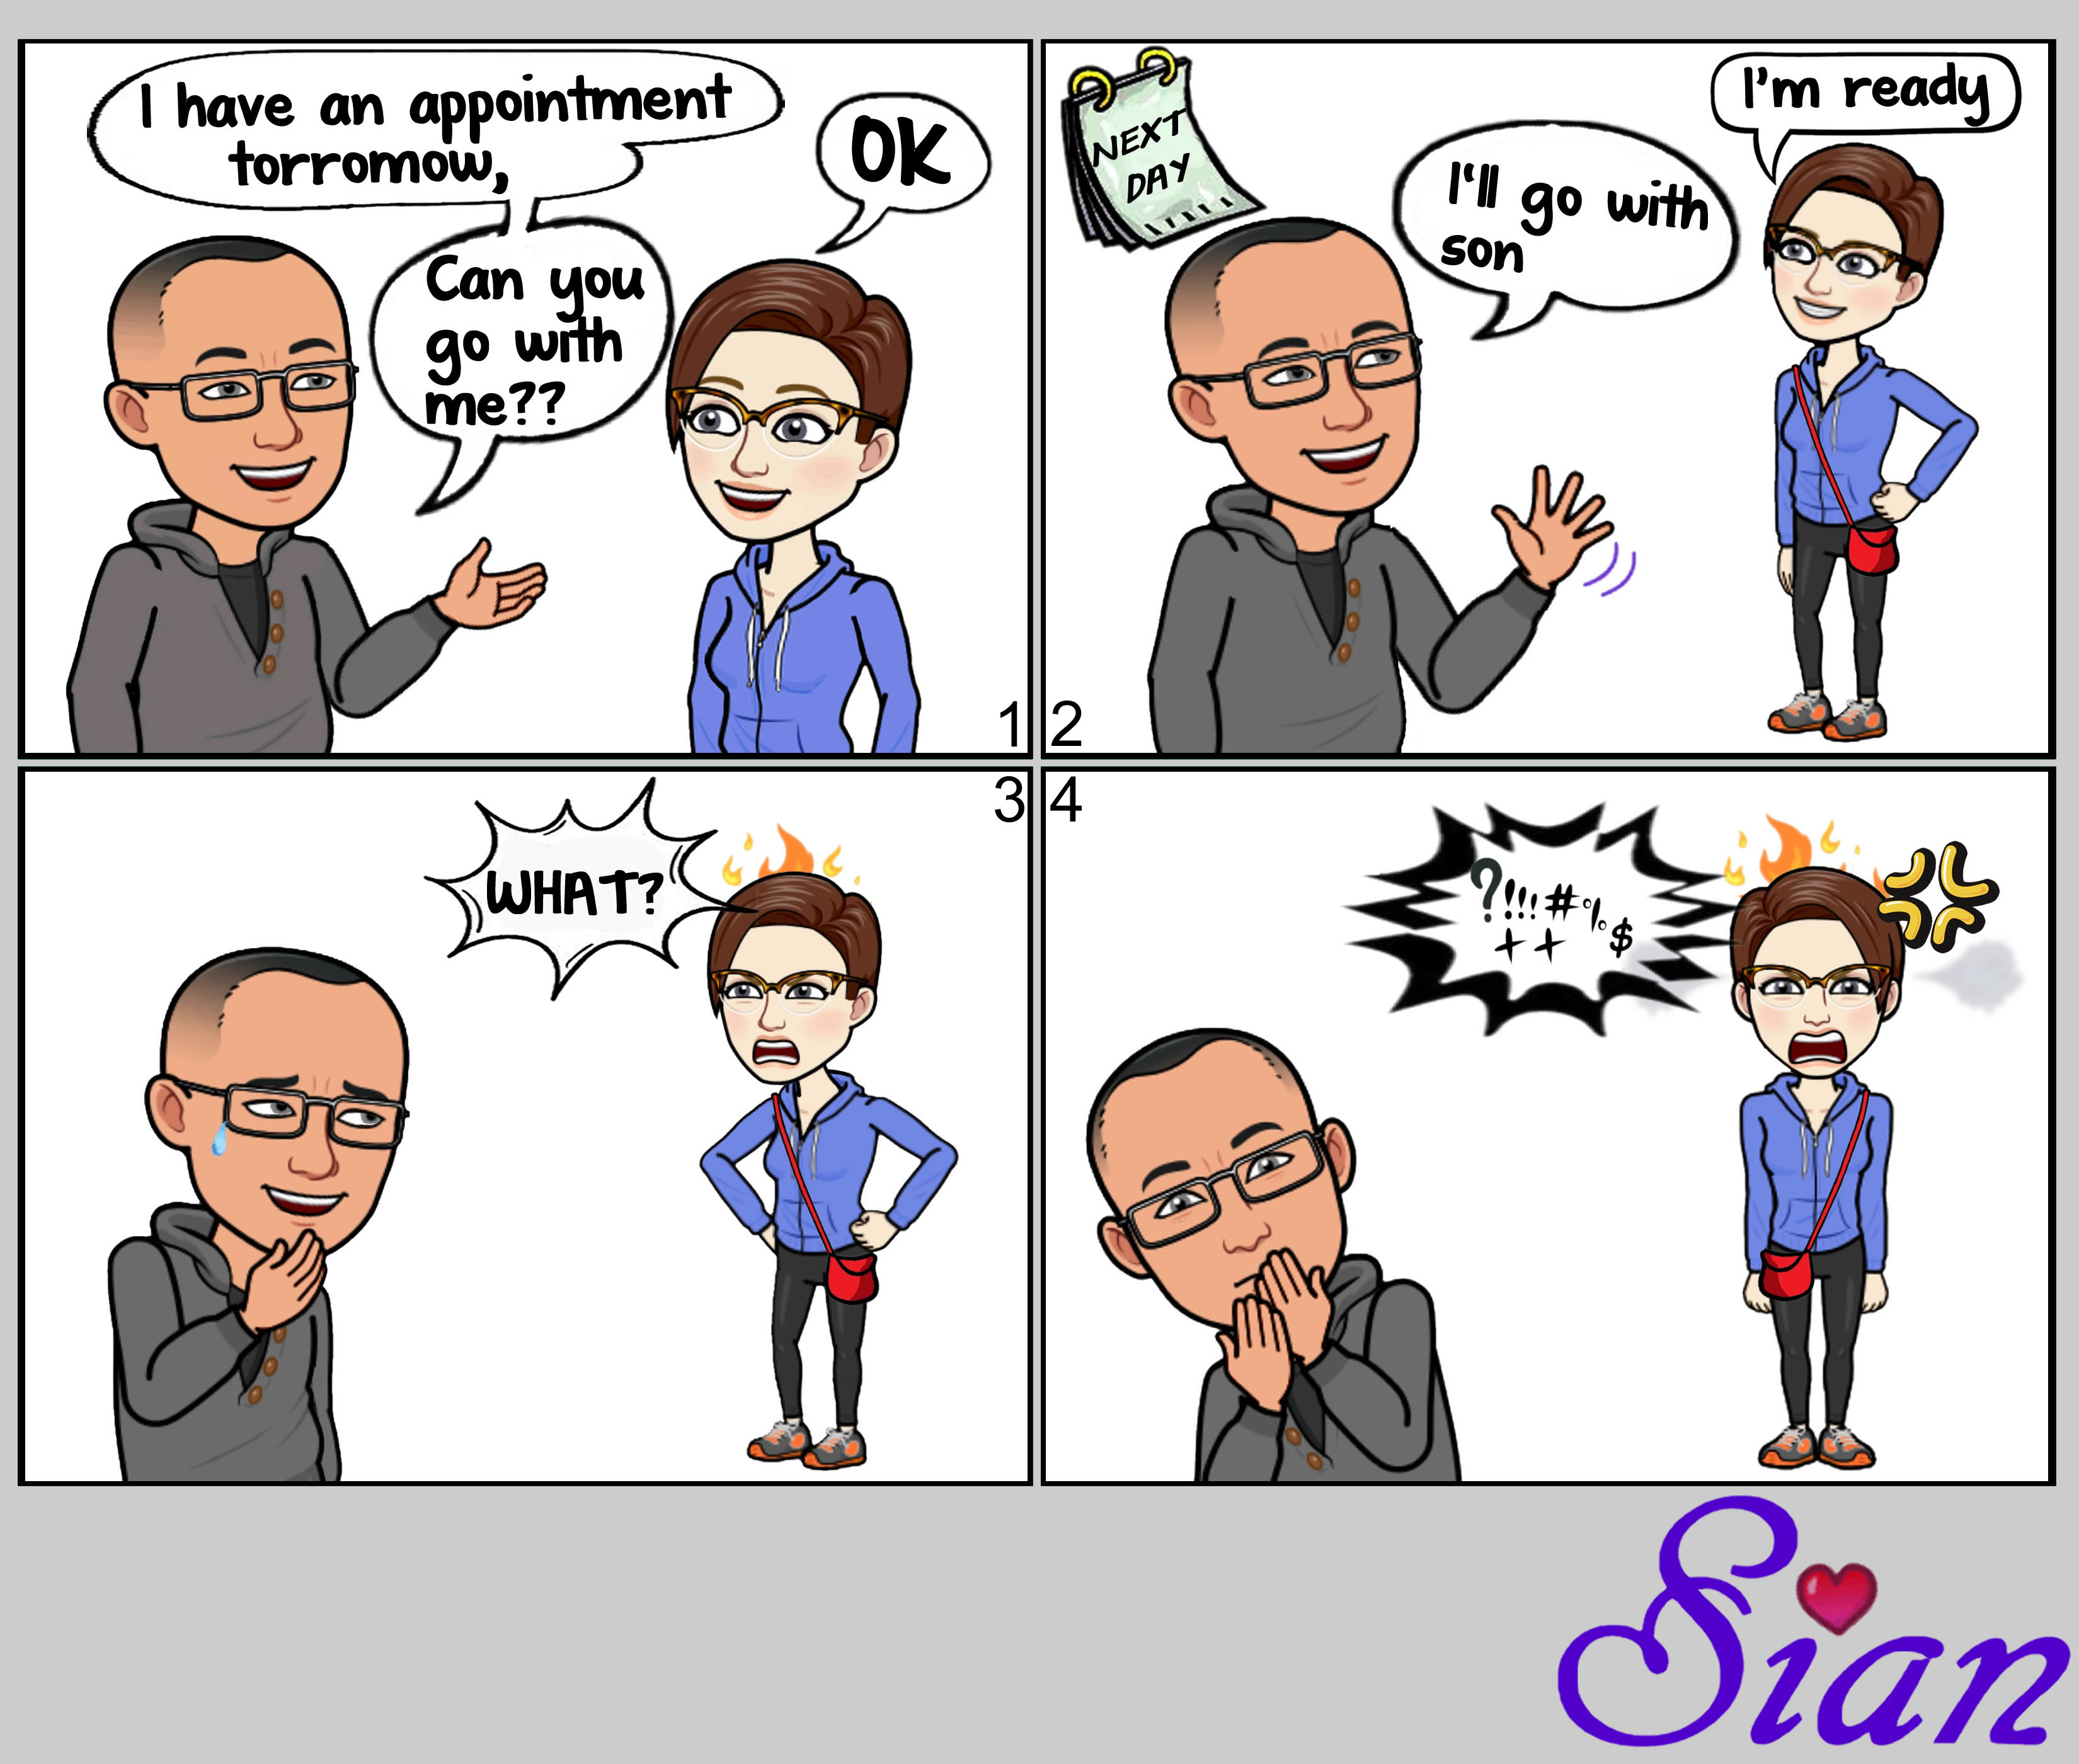 I have an appointment
torromow,
Can you
go with
me??
OK
1
NEXT
DAY
I'll go with
son
I'm ready
2
WHAT?
3
?!!!#%$
++
4
Sian